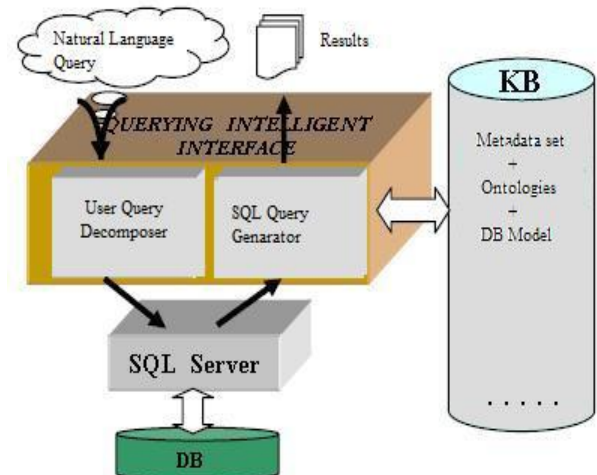 Natural Language
Query
Results
QUERYING INTELLIGENT
INTERFACE
User Query
Decomposer
SQL Query
Genarator
KB
Metadata set
+
Ontologies
+
DB Model
. . . . .
SQL Server
DB